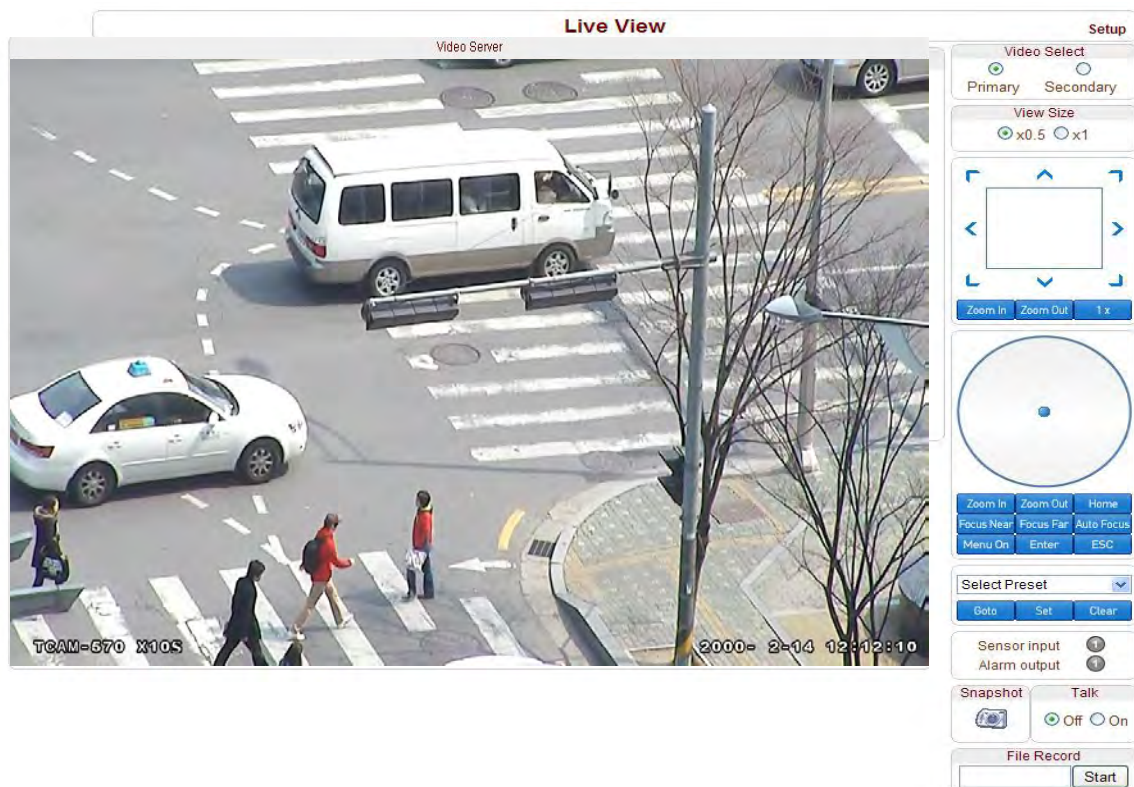 Live View
Setup
Video Server
TCAM-570 X10S
2000- 2-14 12:12:10
Video Select
Primary Secondary
View Size
x0.5 x1
Zoom In Zoom Out 1 x
Zoom In Zoom Out Home
Focus Near Focus Far Auto Focus
Menu On Enter ESC
Select Preset
Goto Set Clear
Sensor input 1
Alarm output 1
Snapshot Talk
Off On
File Record
Start